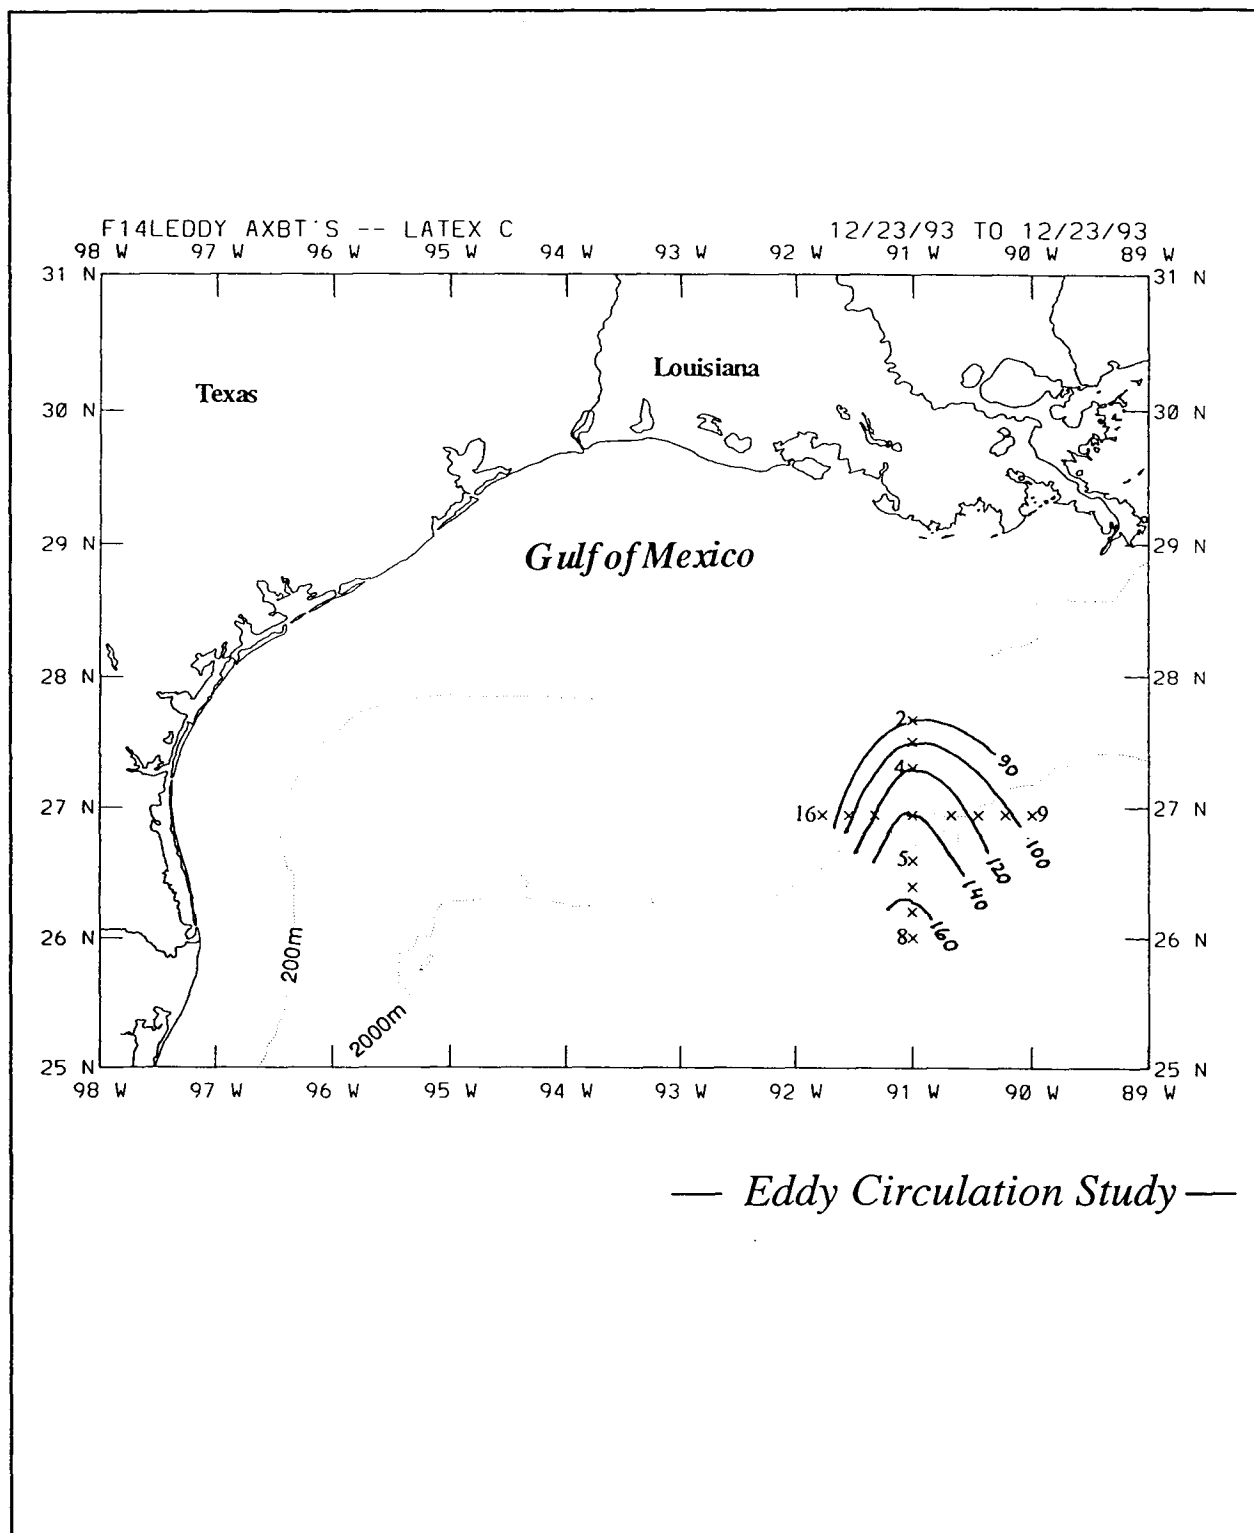 F14LEDDY AXBT'S -- LATEX C 12/23/93 TO 12/23/93
98 W 97 W 96 W 95 W 94 W 93 W 92 W 91 W 90 W 89 W
31 N 31 N
Louisiana
Texas
30 N 30 N
29 N 29 N
Gulf of Mexico
28 N 28 N
2
90
4
27 N 16 9 27 N
100
5 120
140
160
26 N 8 26 N
200m
2000m
25 N 25 N
98 W 97 W 96 W 95 W 94 W 93 W 92 W 91 W 90 W 89 W
— Eddy Circulation Study —